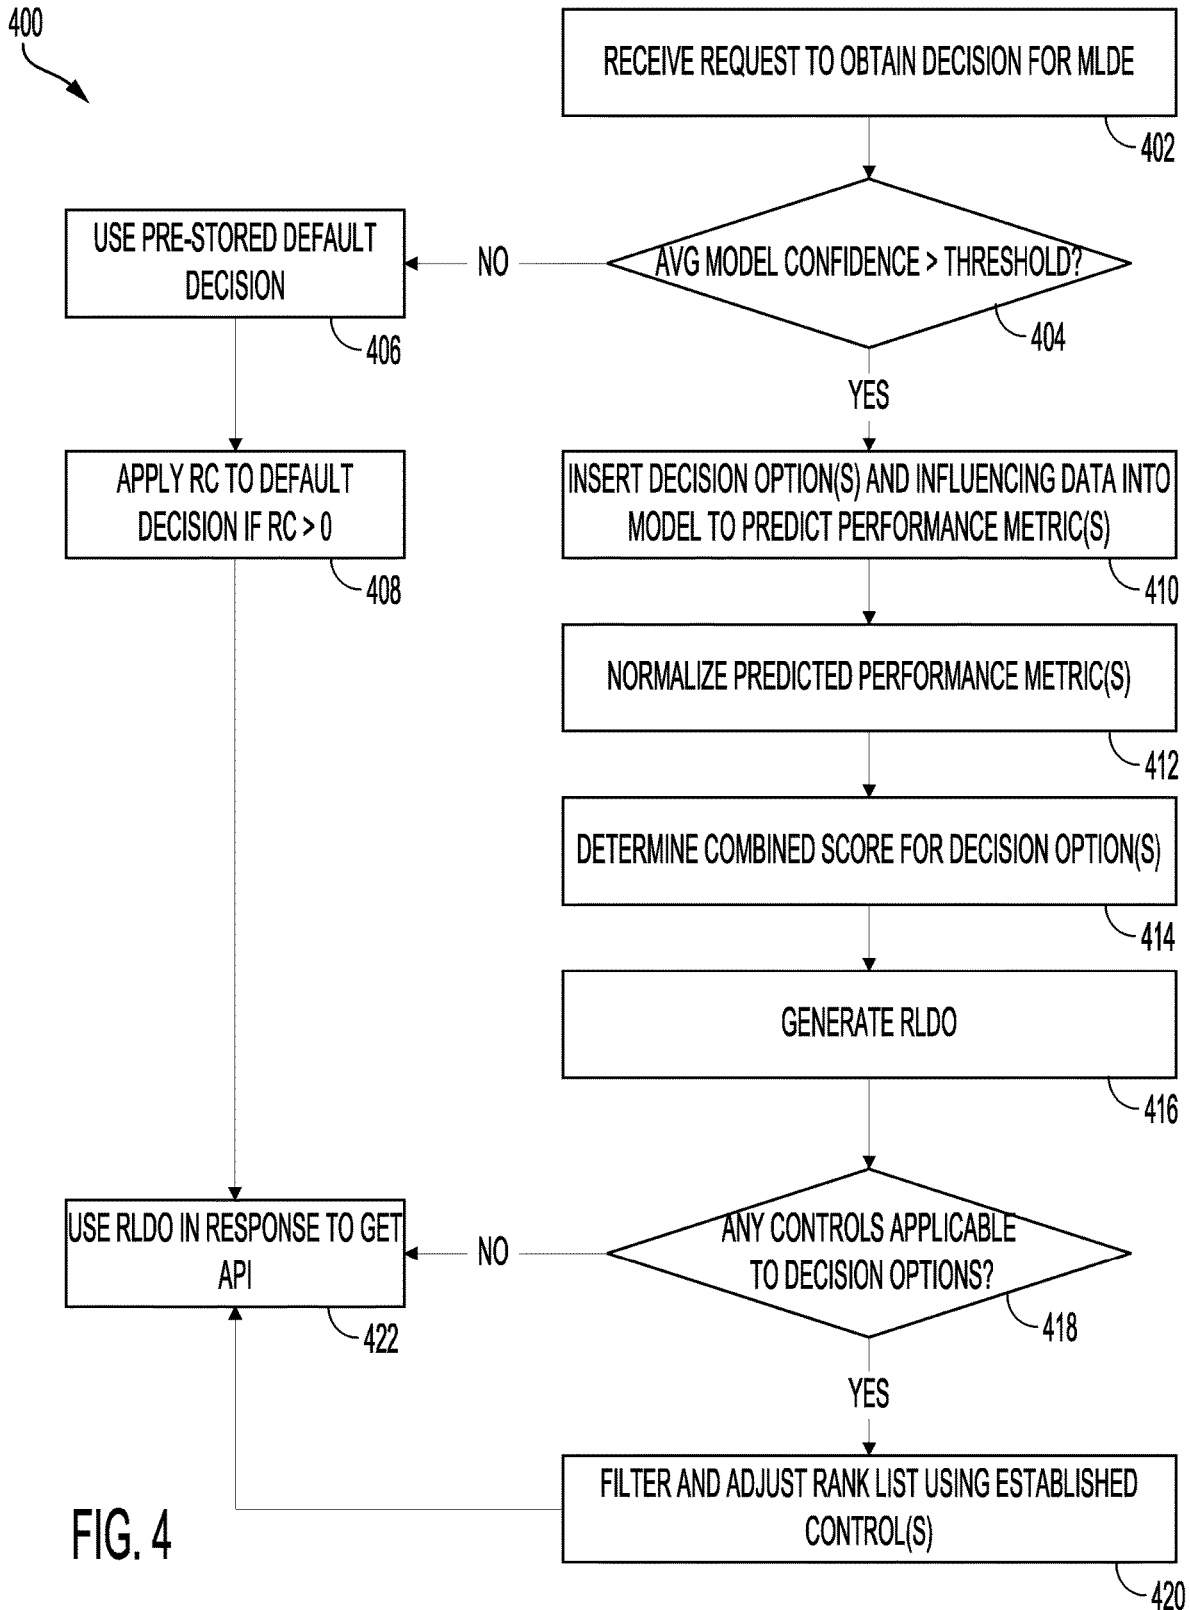 400
RECEIVE REQUEST TO OBTAIN DECISION FOR MLDE
402
AVG MODEL CONFIDENCE > THRESHOLD?
404
NO
USE PRE-STORED DEFAULT
DECISION
406
YES
APPLY RC TO DEFAULT
DECISION IF RC > 0
408
INSERT DECISION OPTION(S) AND INFLUENCING DATA INTO
MODEL TO PREDICT PERFORMANCE METRIC(S)
410
NORMALIZE PREDICTED PERFORMANCE METRIC(S)
412
DETERMINE COMBINED SCORE FOR DECISION OPTION(S)
414
GENERATE RLDO
416
ANY CONTROLS APPLICABLE
TO DECISION OPTIONS?
418
NO
USE RLDO IN RESPONSE TO GET
API
422
YES
FILTER AND ADJUST RANK LIST USING ESTABLISHED
CONTROL(S)
420
FIG. 4